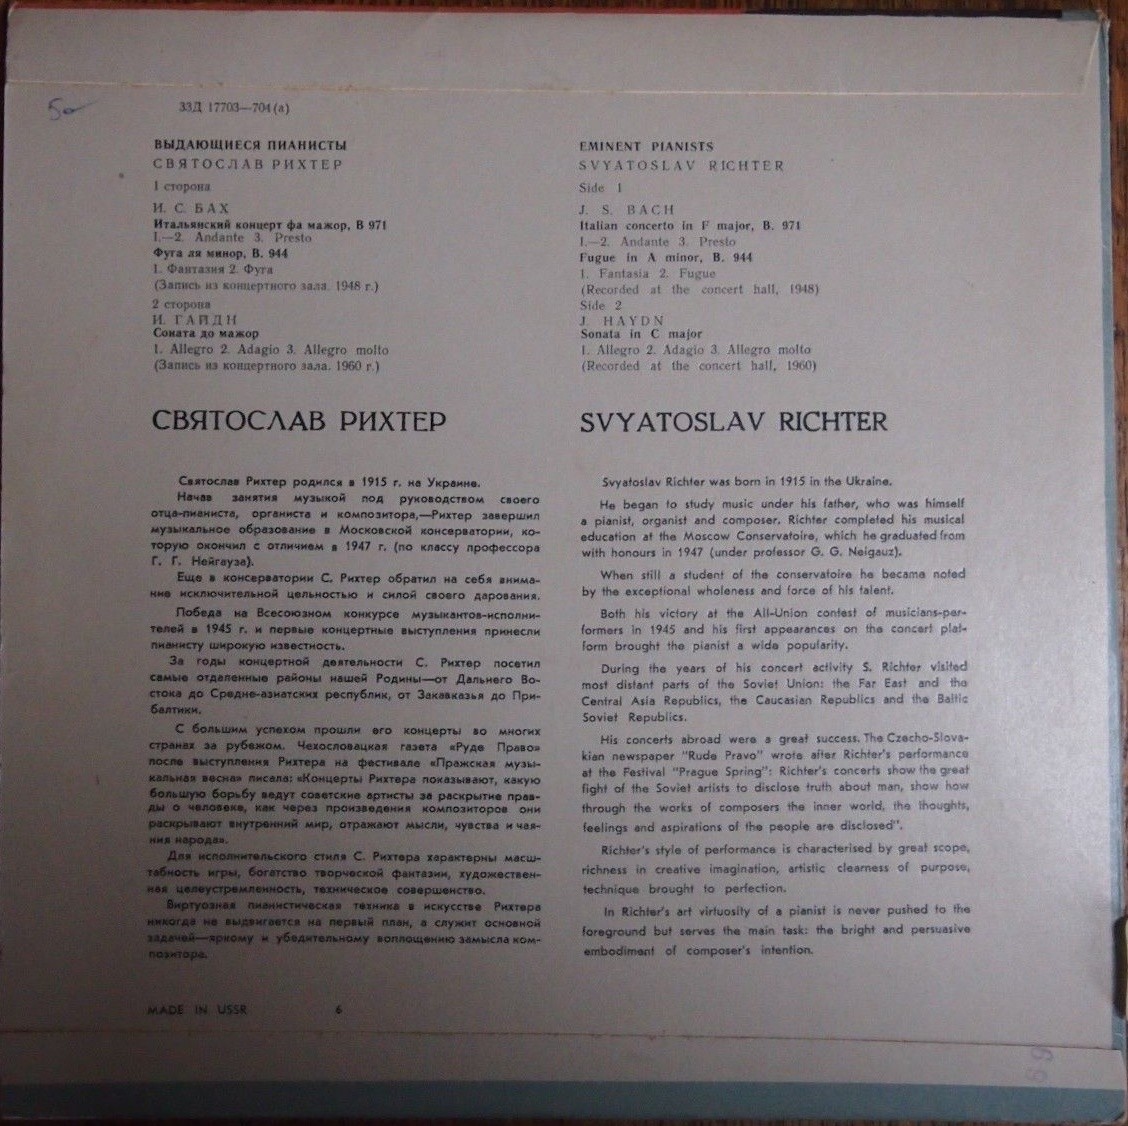 50
33Д 17703—704(a)
ВЫДАЮЩИЕСЯ ПИАНИСТЫ
СВЯТОСЛАВ РИХТЕР
1 сторона
И. С. БАХ
Итальянский концерт фа мажор, В 971
1.—2. Andante 3. Presto
Фуга ля минор, В. 944
1. Фантазия 2. Фуга
(Запись из концертного зала. 1948 г.)
2 сторона
И. ГАЙДН
Соната до мажор
1. Allegro 2. Adagio 3. Allegro molto
(Запись из концертного зала. 1960 г.)
EMINENT PIANISTS
SVYATOSLAV RICHTER
Side 1
J. S. BACH
Italian concerto in F major, B. 971
1.—2. Andante 3. Presto
Fugue in A minor, B. 944
1. Fantasia 2. Fugue
(Recorded at the concert hall, 1948)
Side 2
J. HAYDN
Sonata in C major
1. Allegro 2. Adagio 3. Allegro molto
(Recorded at the concert hall, 1960)
СВЯТОСЛАВ РИХТЕР
Святослав Рихтер родился в 1915 г. на Украине.
Начав занятия музыкой под руководством своего
отца-пианиста, органиста и композитора,—Рихтер завершил
музыкальное образование в Московской консерватории, ко-
торую окончил с отличием в 1947 г. (по классу профессора
Г. Г. Нейгауза).
Еще в консерватории С. Рихтер обратил на себя внима-
ние исключительной цельностью и силой своего дарования.
Победа на Всесоюзном конкурсе музыкантов-исполни-
телей в 1945 г. и первые концертные выступления принесли
пианисту широкую известность.
За годы концертной деятельности С. Рихтер посетил
самые отдаленные районы нашей Родины—от Дальнего Во-
стока до Средне-азиатских республик, от Закавказья до При-
балтики.
С большим успехом прошли его концерты во многих
странах за рубежом. Чехословацкая газета «Руде Право»
после выступления Рихтера на фестивале «Пражская музы-
кальная весна» писала: «Концерты Рихтера показывают, какую
большую борьбу ведут советские артисты за раскрытие прав-
ды о человеке, как через произведения композиторов они
раскрывают внутренний мир, отражают мысли, чувства и чая-
ния народа».
Для исполнительского стиля С. Рихтера характерны масш-
табность игры, богатство творческой фантазии, художествен-
ная целеустремленность, техническое совершенство.
Виртуозная пианистическая техника в искусстве Рихтера
никогда не выдвигается на первый план, а служит основной
задачей—яркому и убедительному воплощению замысла ком-
позитора.
SVYATOSLAV RICHTER
Svyatoslav Richter was born in 1915 in the Ukraine.
He began to study music under his father, who was himself
a pianist, organist and composer. Richter completed his musical
education at the Moscow Conservatoire, which he graduated from
with honours in 1947 (under professor G. G. Neigauz).
When still a student of the conservatoire he became noted
by the exceptional wholeness and force of his talent.
Both his victory at the All-Union contest of musicians-per-
formers in 1945 and his first appearances on the concert plat-
form brought the pianist a wide popularity.
During the years of his concert activity S. Richter visited
most distant parts of the Soviet Union: the Far East and the
Central Asia Republics, the Caucasian Republics and the Baltic
Soviet Republics.
His concerts abroad were a great success. The Czecho-Slova-
kian newspaper "Rude Pravo" wrote after Richter's performance
at the Festival "Prague Spring": Richter's concerts show the great
fight of the Soviet artists to disclose truth about man, show how
through the works of composers the inner world, the thoughts,
feelings and aspirations of the people are disclosed".
Richter's style of performance is characterised by great scope,
richness in creative imagination, artistic clearness of purpose,
technique brought to perfection.
In Richter's art virtuosity of a pianist is never pushed to the
foreground but serves the main task: the bright and persuasive
embodiment of composer's intention.
MADE IN USSR 6
69